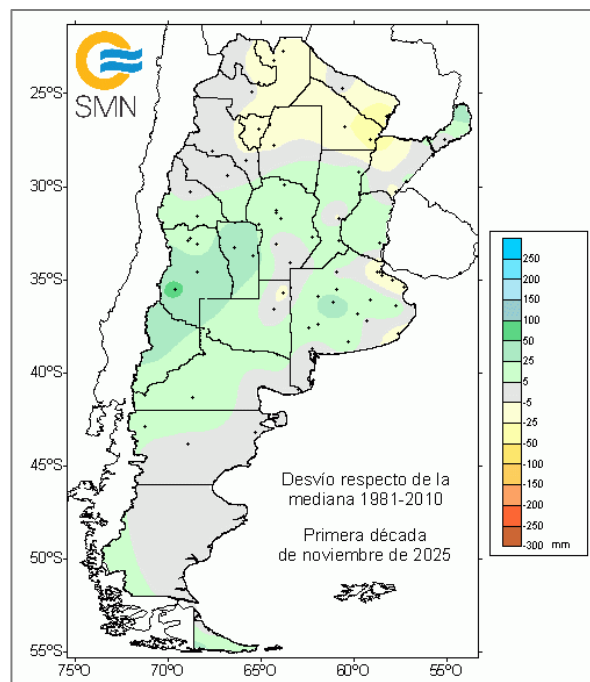 SMN
25°S
30°S
35°S
40°S
45°S
50°S
55°S
75°O
70°O
65°O
60°O
55°O
Desvío respecto de la
mediana 1981-2010
Primera década
de noviembre de 2025
250
200
150
100
50
25
5
-5
-25
-50
-100
-150
-200
-250
-300 mm